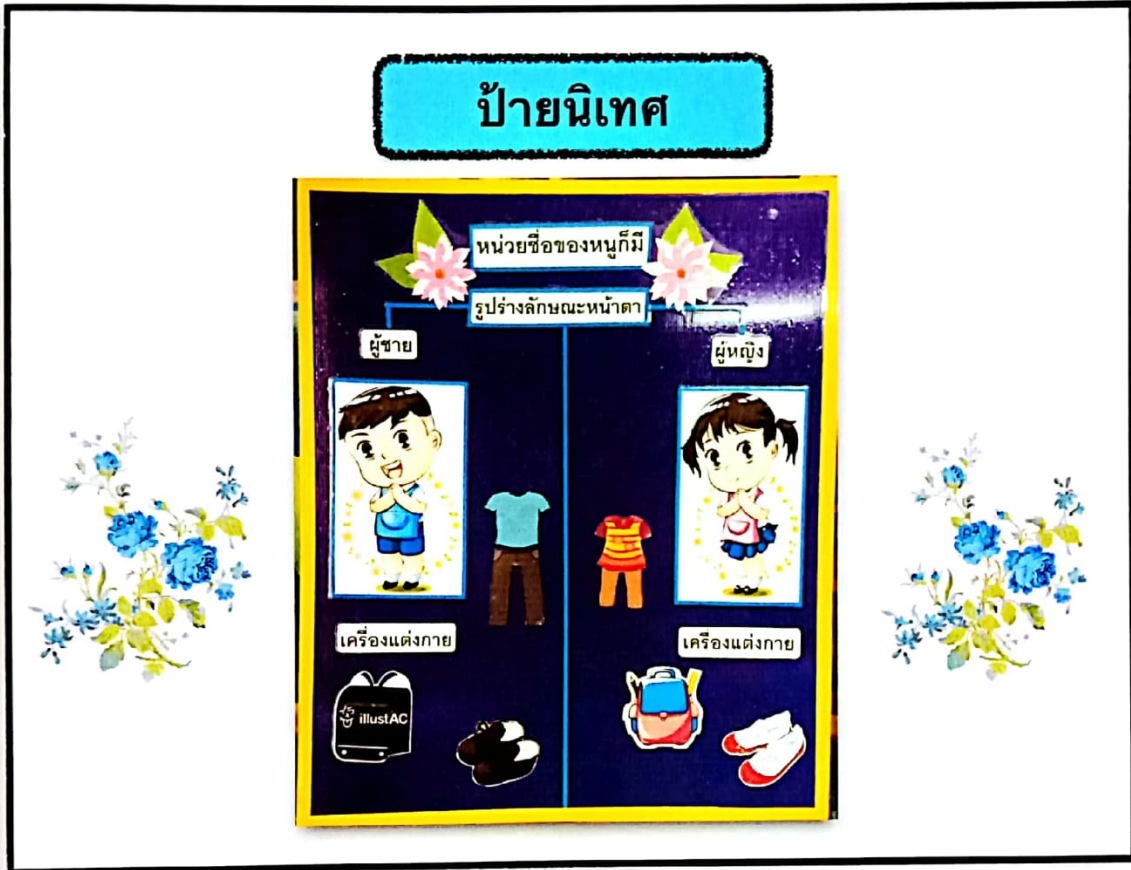 ป้ายนิเทศ
หน่วยชื่อของหนูก็มี
รูปร่างลักษณะหน้าตา
ผู้ชาย
ผู้หญิง
เครื่องแต่งกาย
เครื่องแต่งกาย
illustAC